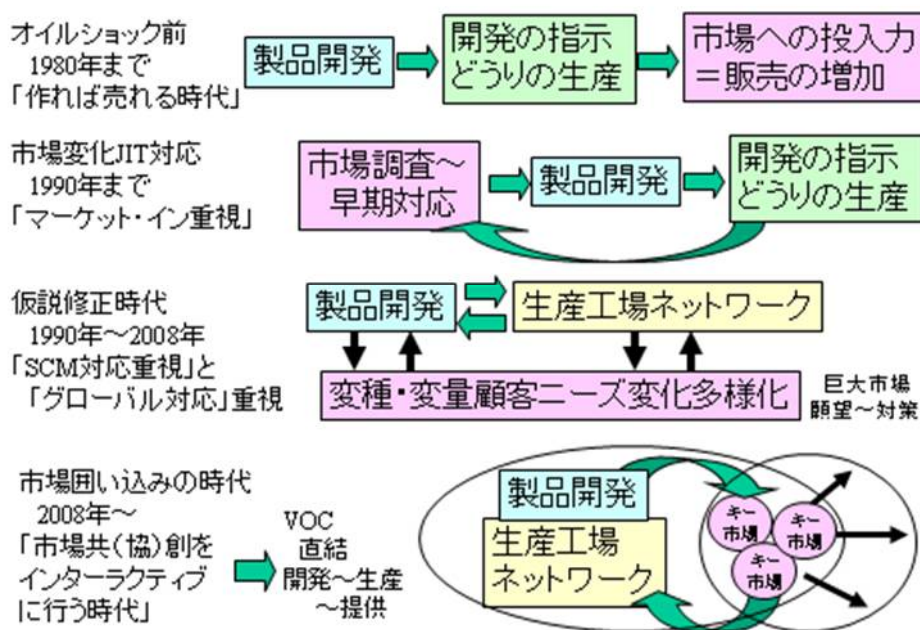 オイルショック前
1980年まで
「作れば売れる時代」
製品開発
開発の指示
どうりの生産
市場への投入力
＝販売の増加
市場変化JIT対応
1990年まで
「マーケット・イン重視」
市場調査～
早期対応
製品開発
開発の指示
どうりの生産
仮説修正時代
1990年～2008年
「SCM対応重視」と
「グローバル対応」重視
製品開発
生産工場ネットワーク
変種・変量顧客ニーズ変化多様化
巨大市場
願望～対策
市場囲い込みの時代
2008年～
「市場共（協）創を
インターラクティブ
に行う時代」
VOC
直結
開発～生産
～提供
製品開発
生産工場
ネットワーク
キー
市場
キー
市場
キー
市場